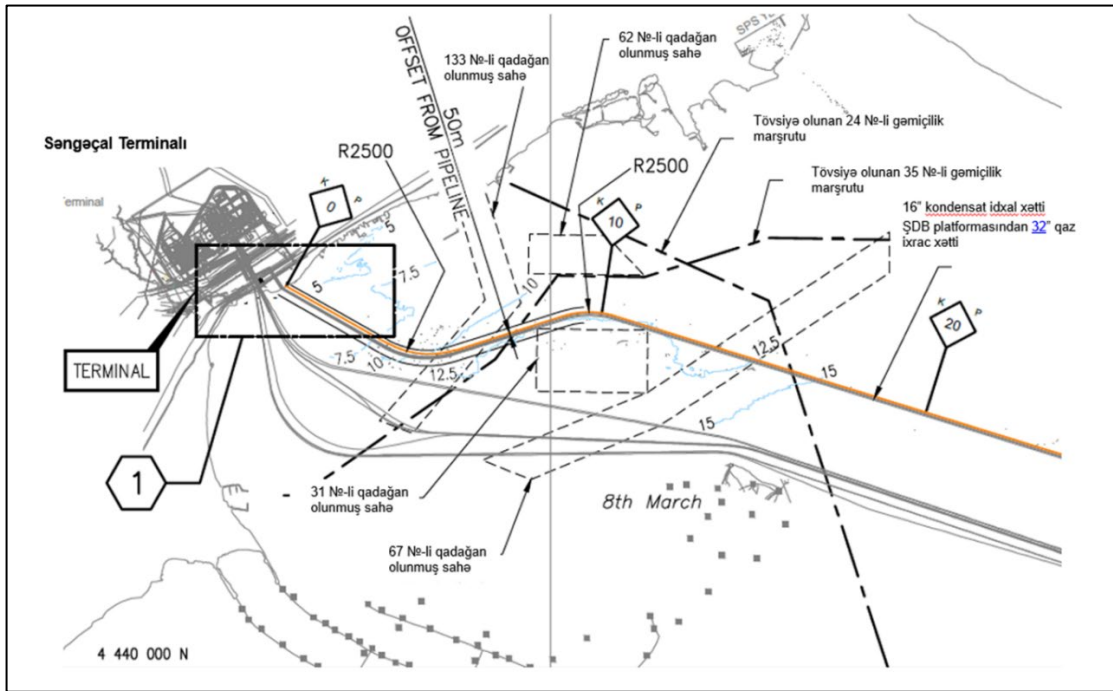 62 №-li qadağan
olunmuş sahə
133 №-li qadağan
olunmuş sahə
OFFSET FROM PIPELINE
50m
Tövsiyə olunan 24 №-li gəmiçilik
marşrutu
Səngəçal Terminalı
R2500
R2500
Tövsiyə olunan 35 №-li gəmiçilik
marşrutu
erminal
K
0
P
K
10
P
16" kondensat idxal xətti
ŞDB platformasından 32" qaz
ixrac xətti
5
7.5
5
10
K
20
P
TERMINAL
7.5
10
12.5
12.5
15
15
1
31 №-li qadağan
olunmuş sahə
8th March
67 №-li qadağan
olunmuş sahə
4 440 000 N